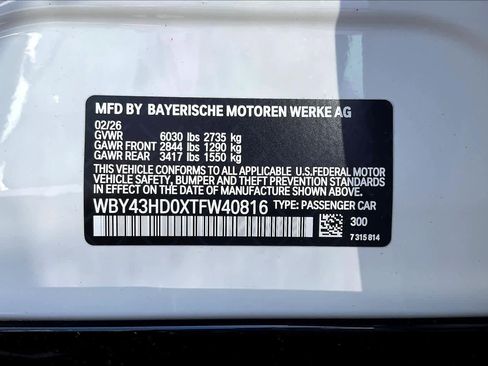 MFD BY BAYERISCHE MOTOREN WERKE AG
02/26
GVWR 6030 lbs 2735 kg
GAWR FRONT 2844 lbs 1290 kg
GAWR REAR 3417 lbs 1550 kg
THIS VEHICLE CONFORMS TO ALL APPLICABLE U.S.FEDERAL MOTOR
VEHICLE SAFETY, BUMPER, AND THEFT PREVENTION STANDARDS
IN EFFECT ON THE DATE OF MANUFACTURE SHOWN ABOVE.
WBY43HD0XTFW40816 TYPE: PASSENGER CAR
300
7315814